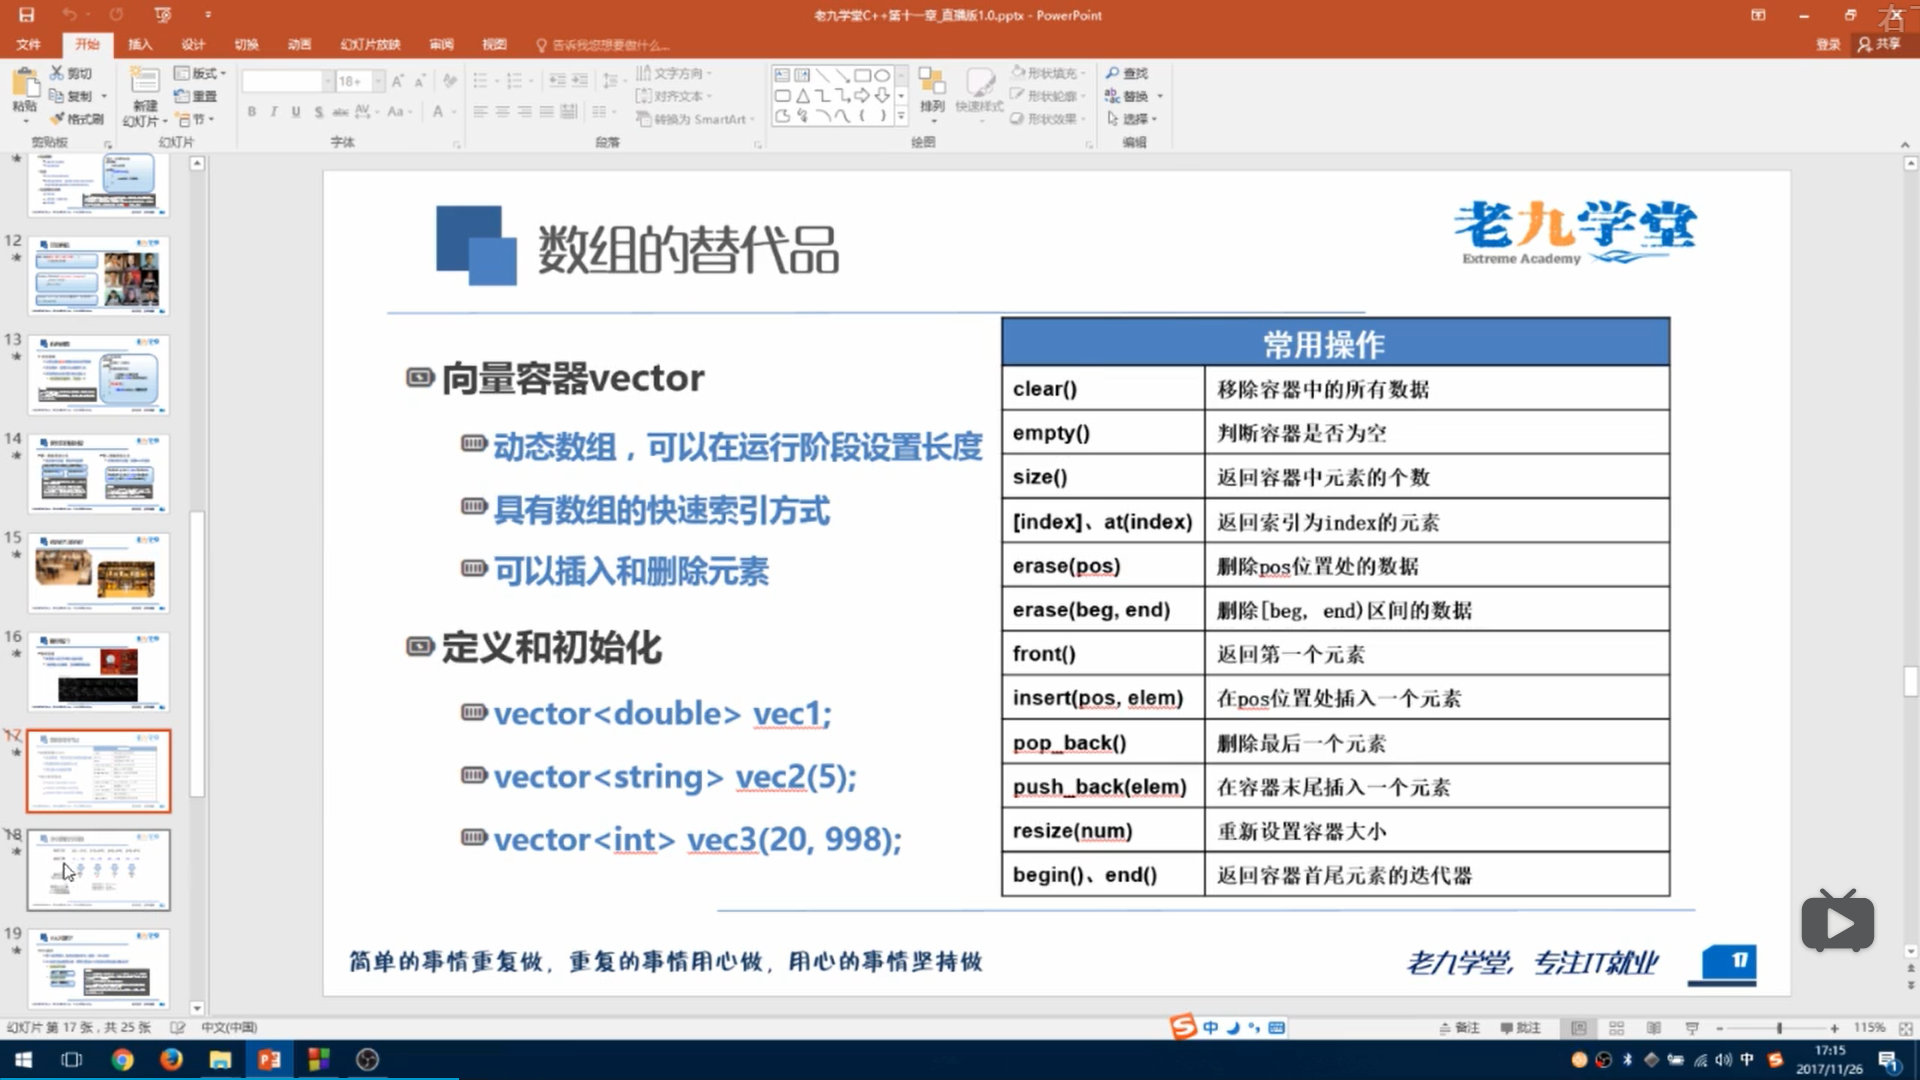 老九学堂C++第十一章_直播版1.0.pptx - PowerPoint
文件 开始 插入 设计 切换 动画 幻灯片放映 审阅 视图 告诉我您想要做什么... 登录 共享
粘贴 剪切 复制 格式刷 剪贴板
新建 幻灯片 版式 重置 节 幻灯片
18+ 字体
文字方向 对齐文本 转换为 SmartArt 段落
排列 快速样式 形状填充 形状轮廓 形状效果 绘图
查找 替换 选择 编辑
12
13
14
15
16
17
18
19
数组的替代品
老九学堂
Extreme Academy
向量容器vector
动态数组，可以在运行阶段设置长度
具有数组的快速索引方式
可以插入和删除元素
定义和初始化
vector<double> vec1;
vector<string> vec2(5);
vector<int> vec3(20, 998);
常用操作
clear() 移除容器中的所有数据
empty() 判断容器是否为空
size() 返回容器中元素的个数
[index]、at(index) 返回索引为index的元素
erase(pos) 删除pos位置处的数据
erase(beg, end) 删除[beg, end)区间的数据
front() 返回第一个元素
insert(pos, elem) 在pos位置处插入一个元素
pop_back() 删除最后一个元素
push_back(elem) 在容器末尾插入一个元素
resize(num) 重新设置容器大小
begin()、end() 返回容器首尾元素的迭代器
简单的事情重复做，重复的事情用心做，用心的事情坚持做
老九学堂，专注IT就业
17
幻灯片 第 17 张，共 25 张 中文(中国) 中 备注 批注 115%
中 17:15
2017/11/26